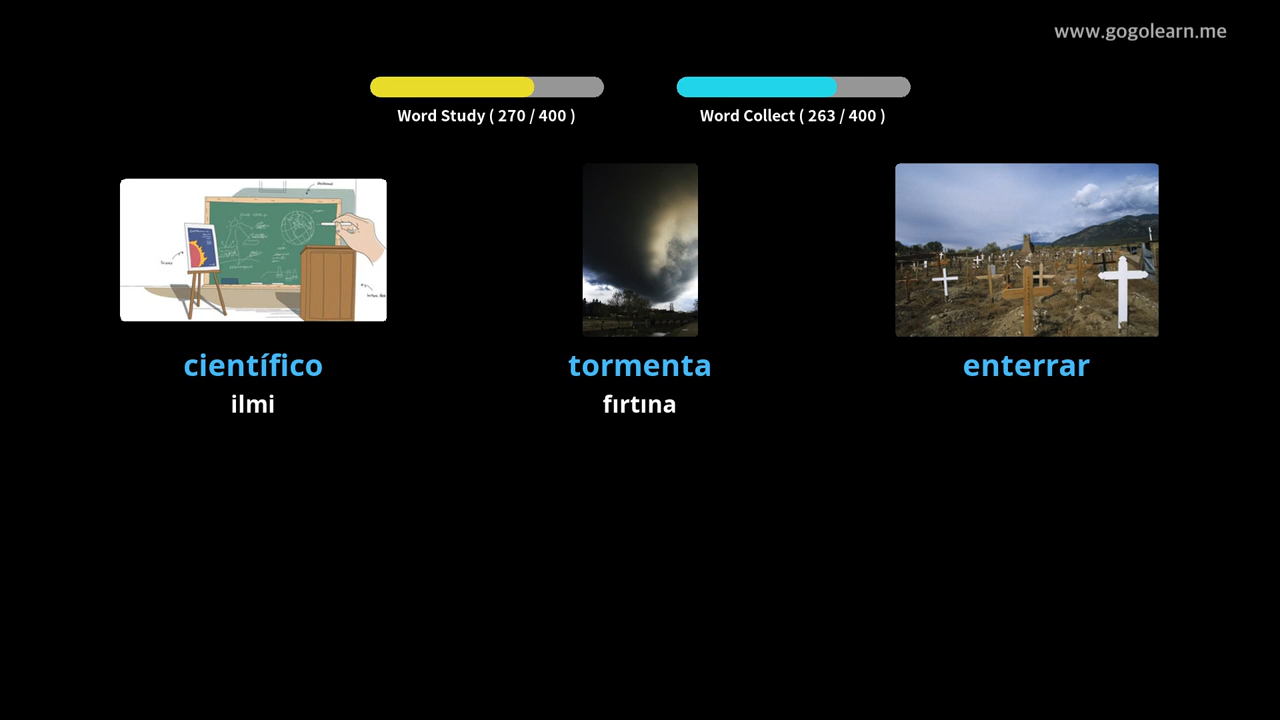 www.gogolearn.me
Word Study ( 270 / 400 )
Word Collect ( 263 / 400 )
científico
tormenta
enterrar
ilmi
fırtına